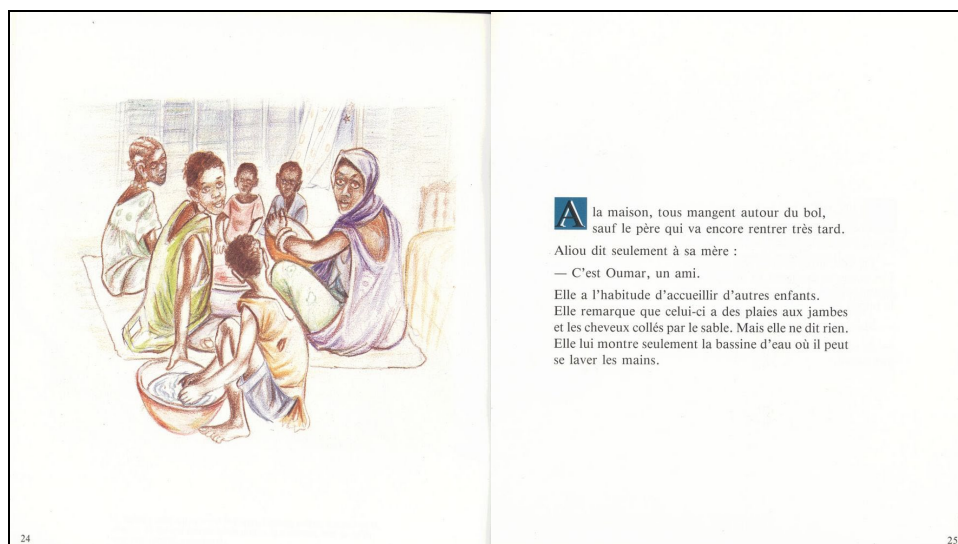 A la maison, tous mangent autour du bol,
sauf le père qui va encore rentrer très tard.
Aliou dit seulement à sa mère :
— C'est Oumar, un ami.
Elle a l'habitude d'accueillir d'autres enfants.
Elle remarque que celui-ci a des plaies aux jambes
et les cheveux collés par le sable. Mais elle ne dit rien.
Elle lui montre seulement la bassine d'eau où il peut
se laver les mains.
24
25